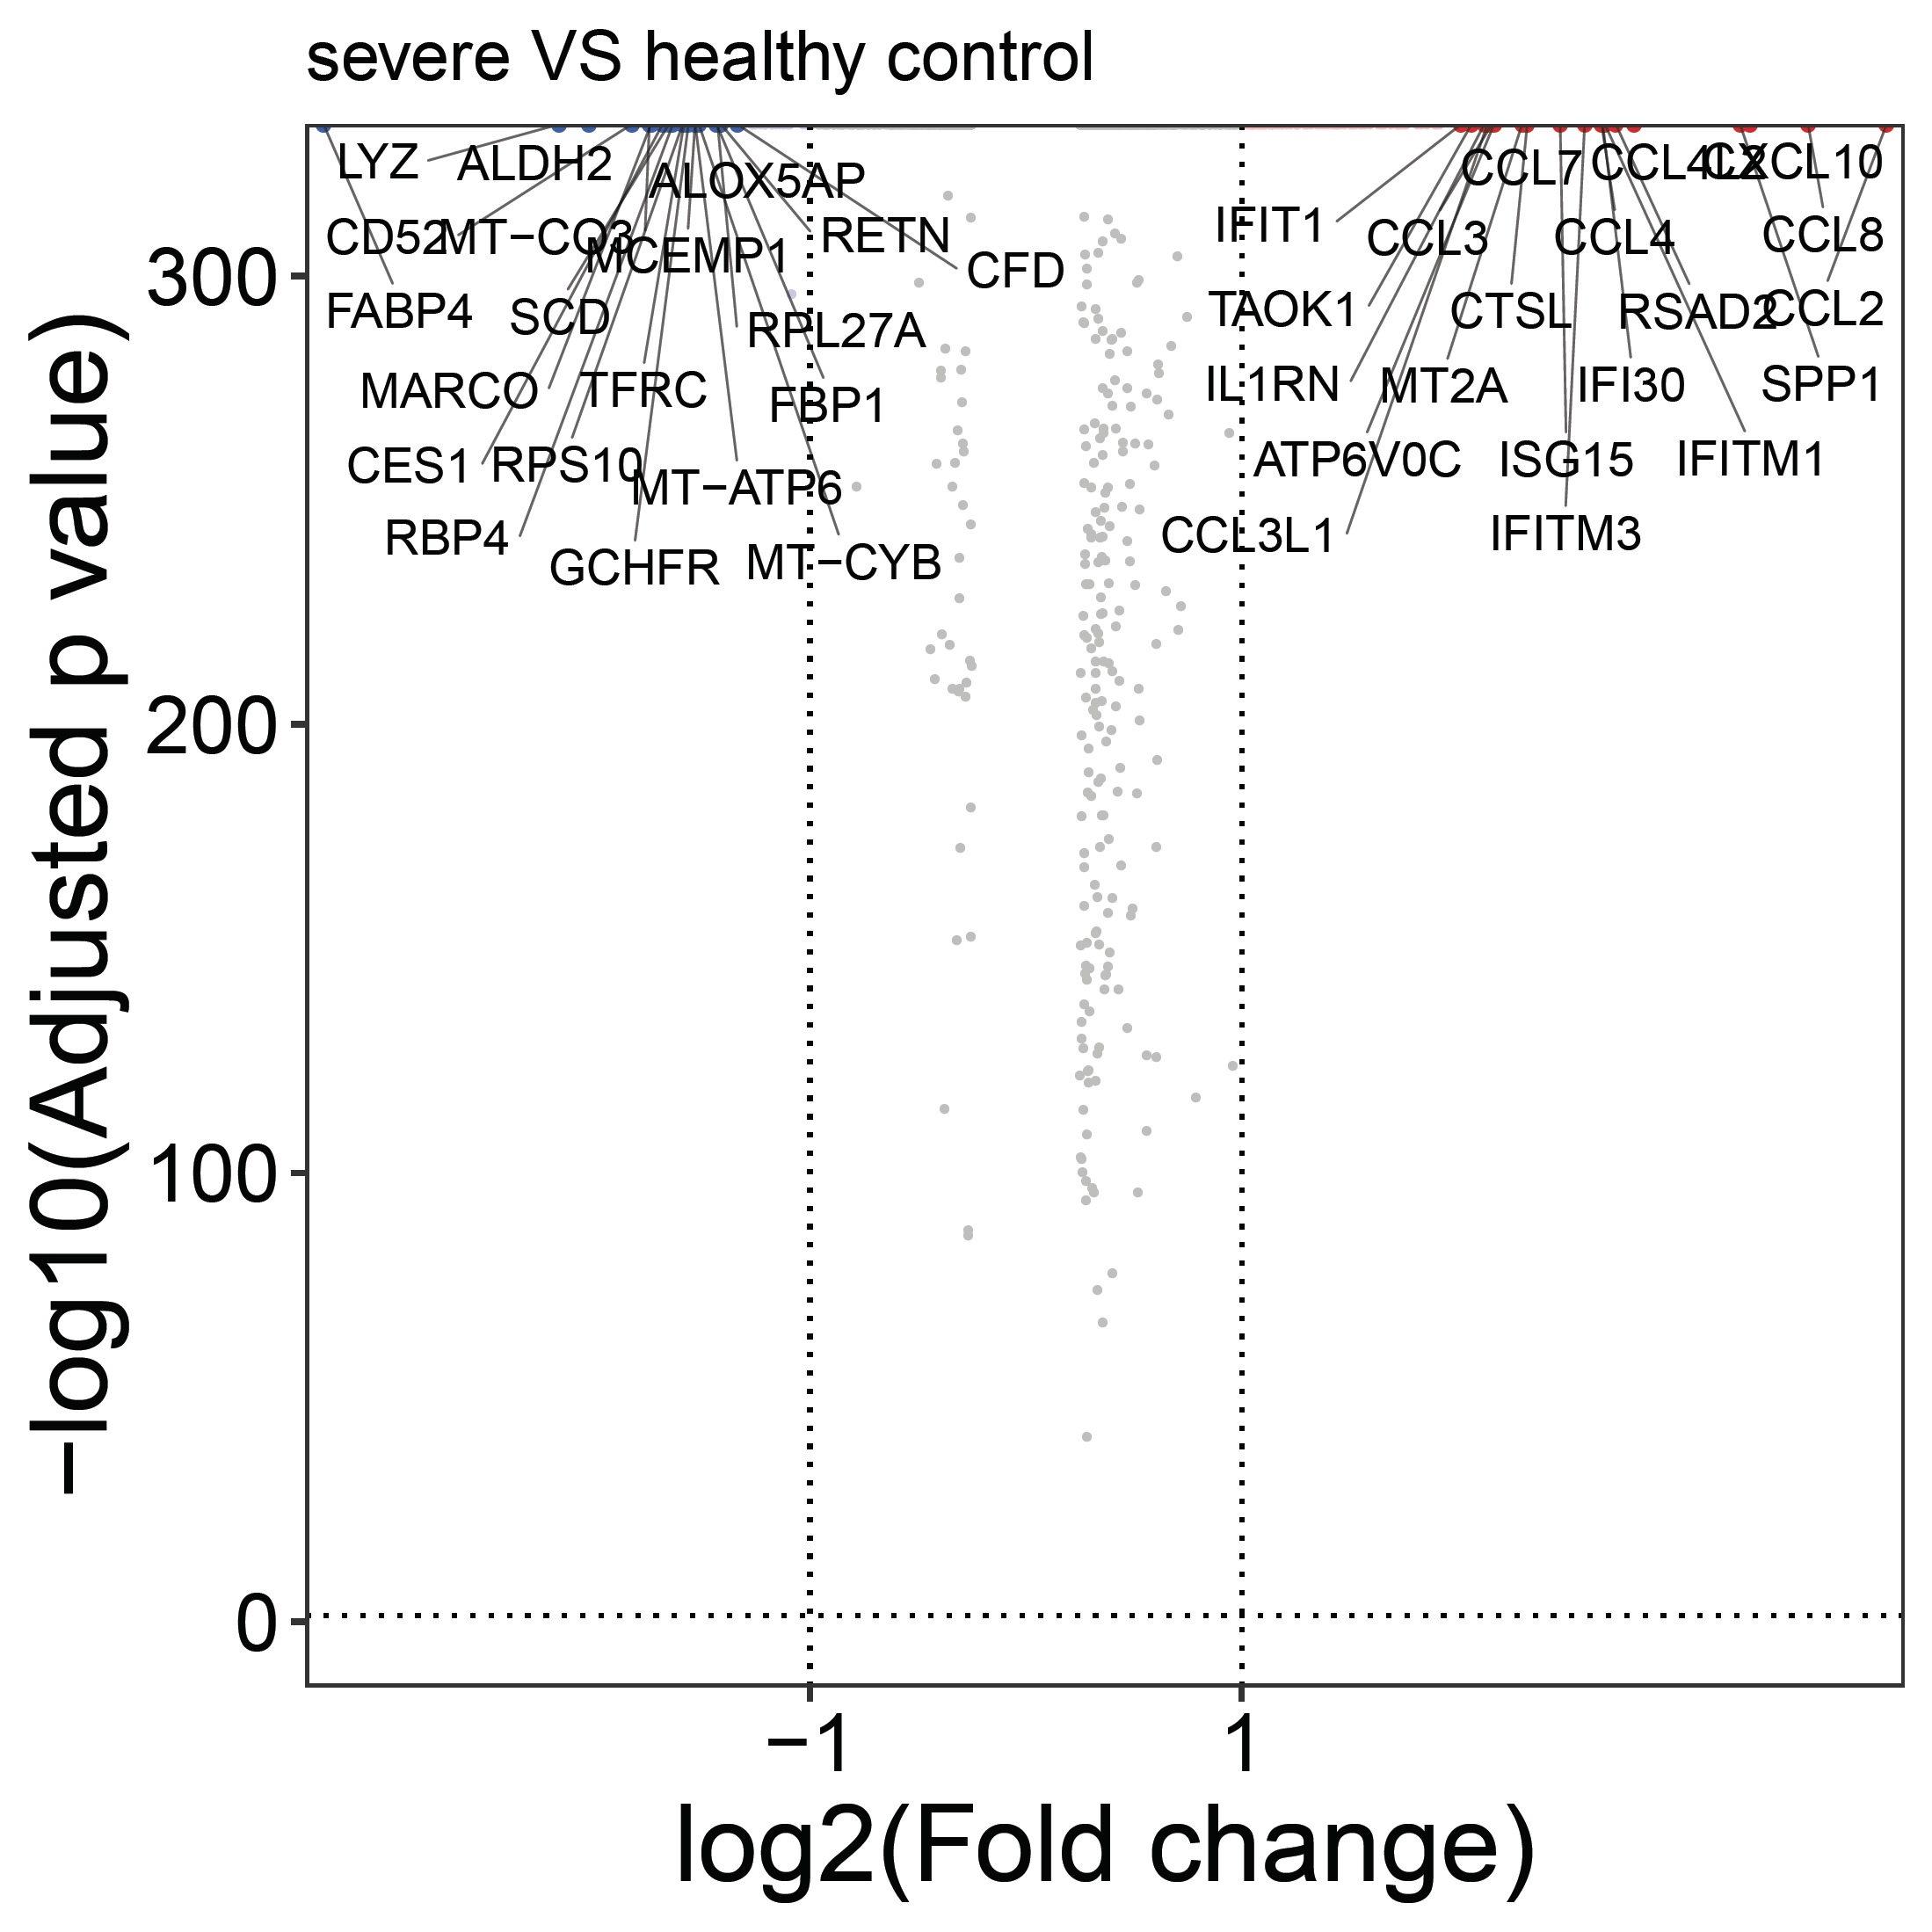 severe VS healthy control
LYZ
ALDH2
ALOX5AP
CCL7
CCL4L2
CXCL10
CD52
MT−CO3
MCEMP1
RETN
IFIT1
CCL3
CCL4
CCL8
CFD
300
FABP4
SCD
RPL27A
TAOK1
CTSL
RSAD2
CCL2
MARCO
TFRC
FBP1
IL1RN
MT2A
IFI30
SPP1
CES1
RPS10
MT−ATP6
ATP6V0C
ISG15
IFITM1
RBP4
GCHFR
MT−CYB
CCL3L1
IFITM3
200
100
0
−log10(Adjusted p value)
−1
1
log2(Fold change)